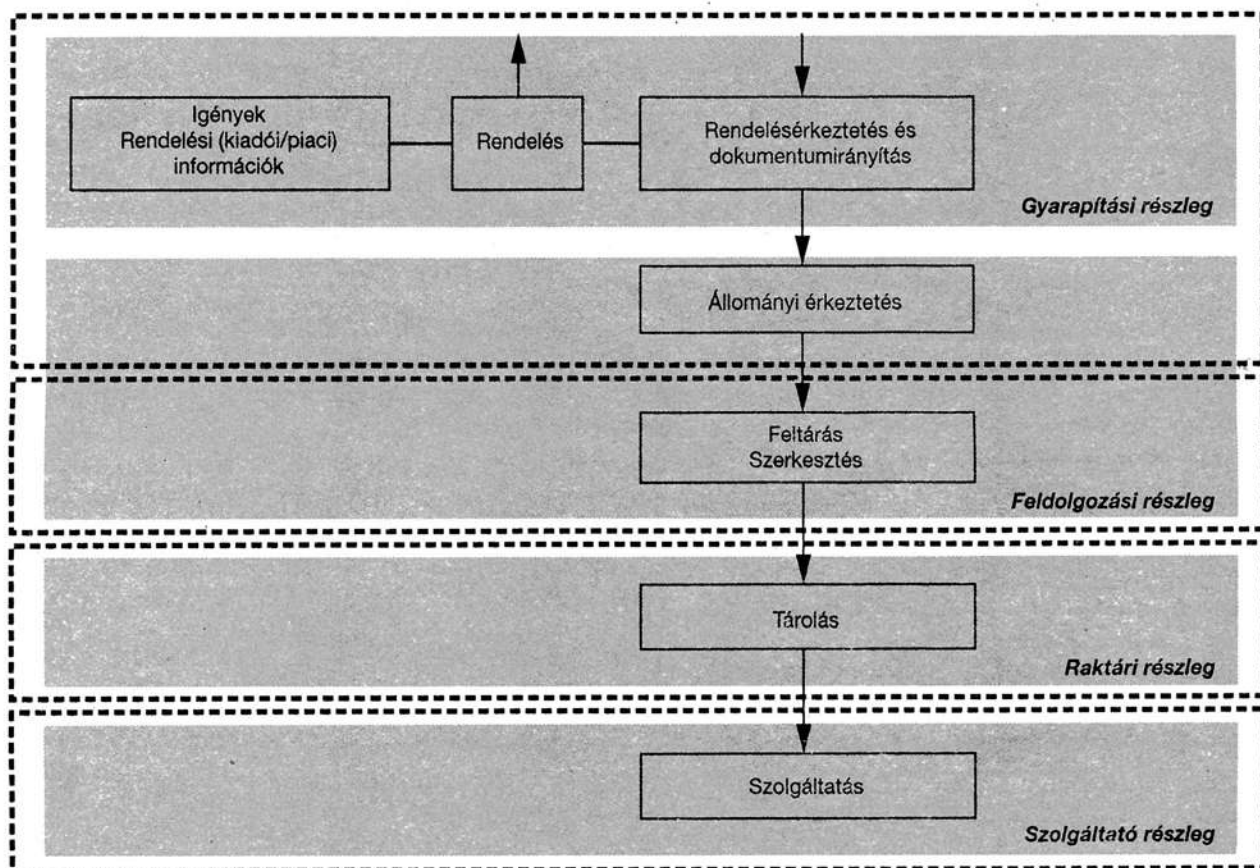 Igények
Rendelési (kiadói/piaci)
információk
Rendelés
Rendelésérkeztetés és
dokumentumirányítás
Gyarapítási részleg
Állományi érkeztetés
Feltárás
Szerkesztés
Feldolgozási részleg
Tárolás
Raktári részleg
Szolgáltatás
Szolgáltató részleg